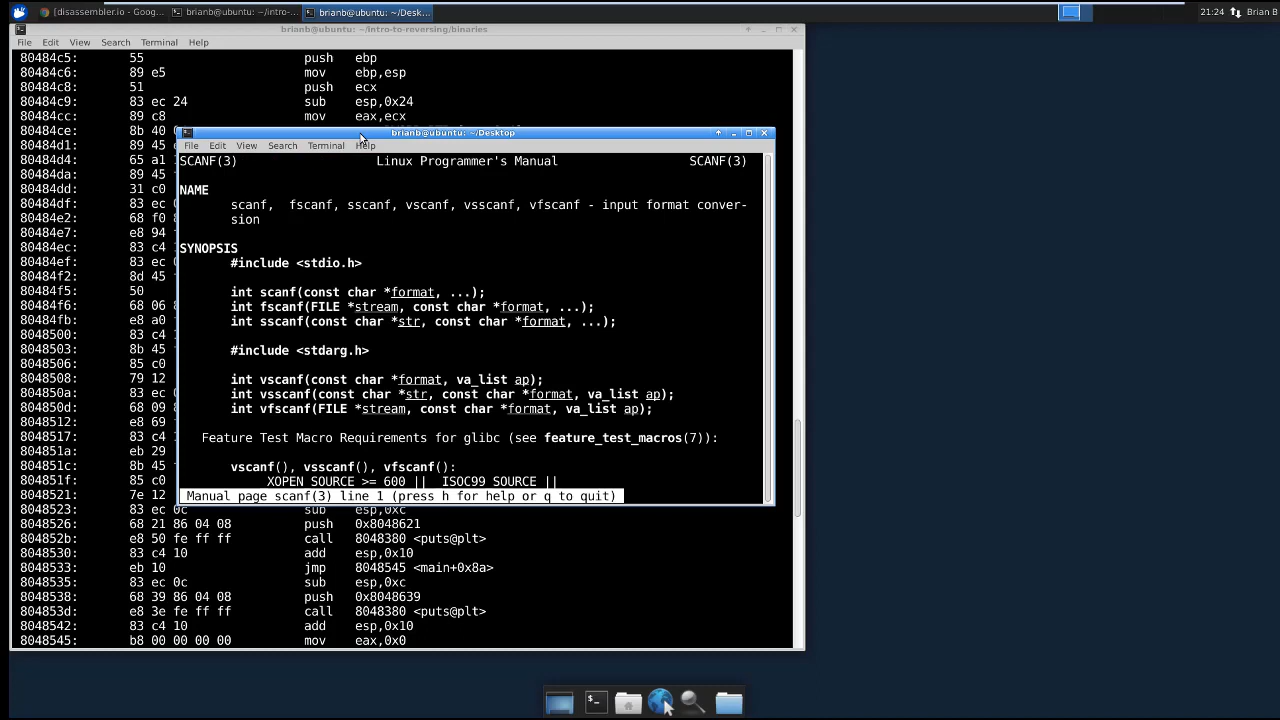 [disassembler.io - Goog...
brianb@ubuntu: ~/intro-...
brianb@ubuntu: ~/Desk...
21:24
Brian B
brianb@ubuntu: ~/intro-to-reversing/binaries
File Edit View Search Terminal Help
80484c5: 55 push ebp
80484c6: 89 e5 mov ebp,esp
80484c8: 51 push ecx
80484c9: 83 ec 24 sub esp,0x24
80484cc: 89 c8 mov eax,ecx
80484ce: 8b 40
80484d1: 89 45
80484d4: 65 a1
80484da: 89 45
80484dd: 31 c0
80484df: 83 ec
80484e2: 68 f0
80484e7: e8 94
80484ec: 83 c4
80484ef: 83 ec
80484f2: 8d 45
80484f5: 50
80484f6: 68 06
80484fb: e8 a0
8048500: 83 c4
8048503: 8b 45
8048506: 85 c0
8048508: 79 12
804850a: 83 ec
804850d: 68 09
8048512: e8 69
8048517: 83 c4
804851a: eb 29
804851c: 8b 45
804851f: 85 c0
8048521: 7e 12
8048523: 83 ec 0c sub esp,0xc
8048526: 68 21 86 04 08 push 0x8048621
804852b: e8 50 fe ff ff call 8048380 <puts@plt>
8048530: 83 c4 10 add esp,0x10
8048533: eb 10 jmp 8048545 <main+0x8a>
8048535: 83 ec 0c sub esp,0xc
8048538: 68 39 86 04 08 push 0x8048639
804853d: e8 3e fe ff ff call 8048380 <puts@plt>
8048542: 83 c4 10 add esp,0x10
8048545: b8 00 00 00 00 mov eax,0x0
brianb@ubuntu: ~/Desktop
File Edit View Search Terminal Help
SCANF(3) Linux Programmer's Manual SCANF(3)
NAME
scanf, fscanf, sscanf, vscanf, vsscanf, vfscanf - input format conver-
sion
SYNOPSIS
#include <stdio.h>
int scanf(const char *format, ...);
int fscanf(FILE *stream, const char *format, ...);
int sscanf(const char *str, const char *format, ...);
#include <stdarg.h>
int vscanf(const char *format, va_list ap);
int vsscanf(const char *str, const char *format, va_list ap);
int vfscanf(FILE *stream, const char *format, va_list ap);
Feature Test Macro Requirements for glibc (see feature_test_macros(7)):
vscanf(), vsscanf(), vfscanf():
XOPEN SOURCE >= 600 || ISOC99 SOURCE ||
Manual page scanf(3) line 1 (press h for help or q to quit)